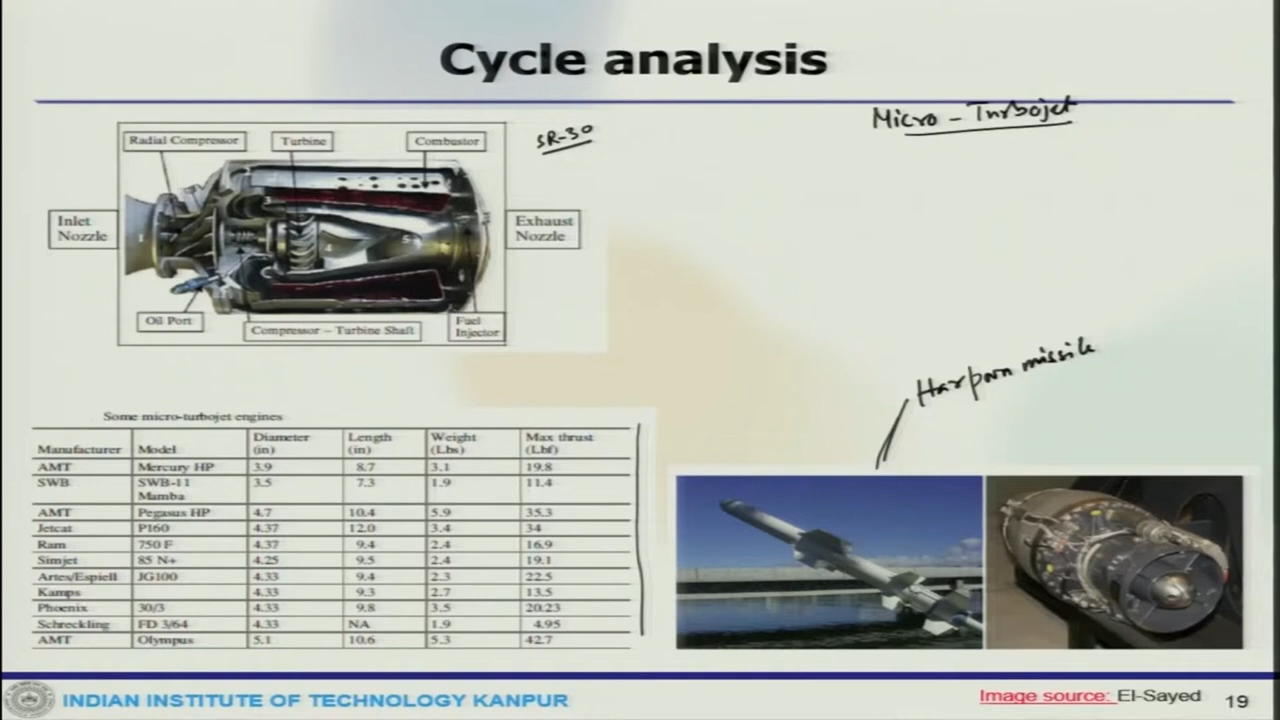 Cycle analysis
Micro - Turbojet
SR-30
Radial Compressor
Turbine
Combustor
Inlet
Nozzle
Exhaust
Nozzle
1
4
5
Oil Port
Compressor – Turbine Shaft
Fuel
Injector
Harpoon missile
Some micro-turbojet engines
Manufacturer Model Diameter (in) Length (in) Weight (Lbs) Max thrust (Lbf)
AMT Mercury HP 3.9 8.7 3.1 19.8
SWB SWB-11 Mamba 3.5 7.3 1.9 11.4
AMT Pegasus HP 4.7 10.4 5.9 35.3
Jetcat P160 4.37 12.0 3.4 34
Ram 750 F 4.37 9.4 2.4 16.9
Simjet 85 N+ 4.25 9.5 2.4 19.1
Artes/Espiell JG100 4.33 9.4 2.3 22.5
Kamps 4.33 9.3 2.7 13.5
Phoenix 30/3 4.33 9.8 3.5 20.23
Schreckling FD 3/64 4.33 NA 1.9 4.95
AMT Olympus 5.1 10.6 5.3 42.7
INDIAN INSTITUTE OF TECHNOLOGY KANPUR
Image source: El-Sayed
19